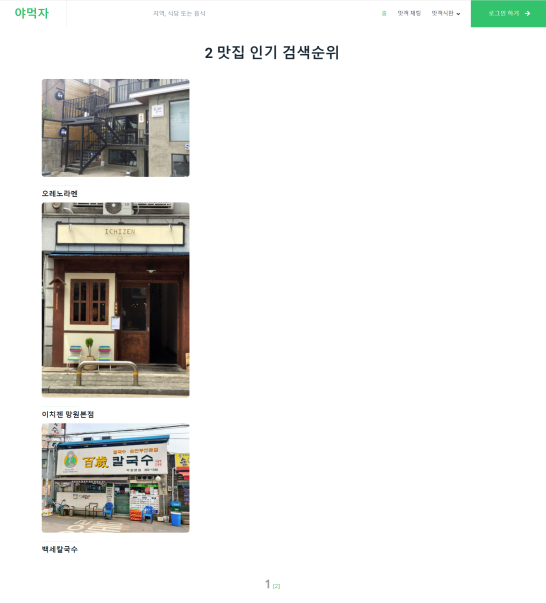 야먹자
지역, 식당 또는 음식
홈 맛객 채팅 맛객식판
로그인 하기
2 맛집 인기 검색순위
오레노라멘
ICHIZEN
이치젠 망원본점
百歲 칼국수
백세칼국수
1 [2]